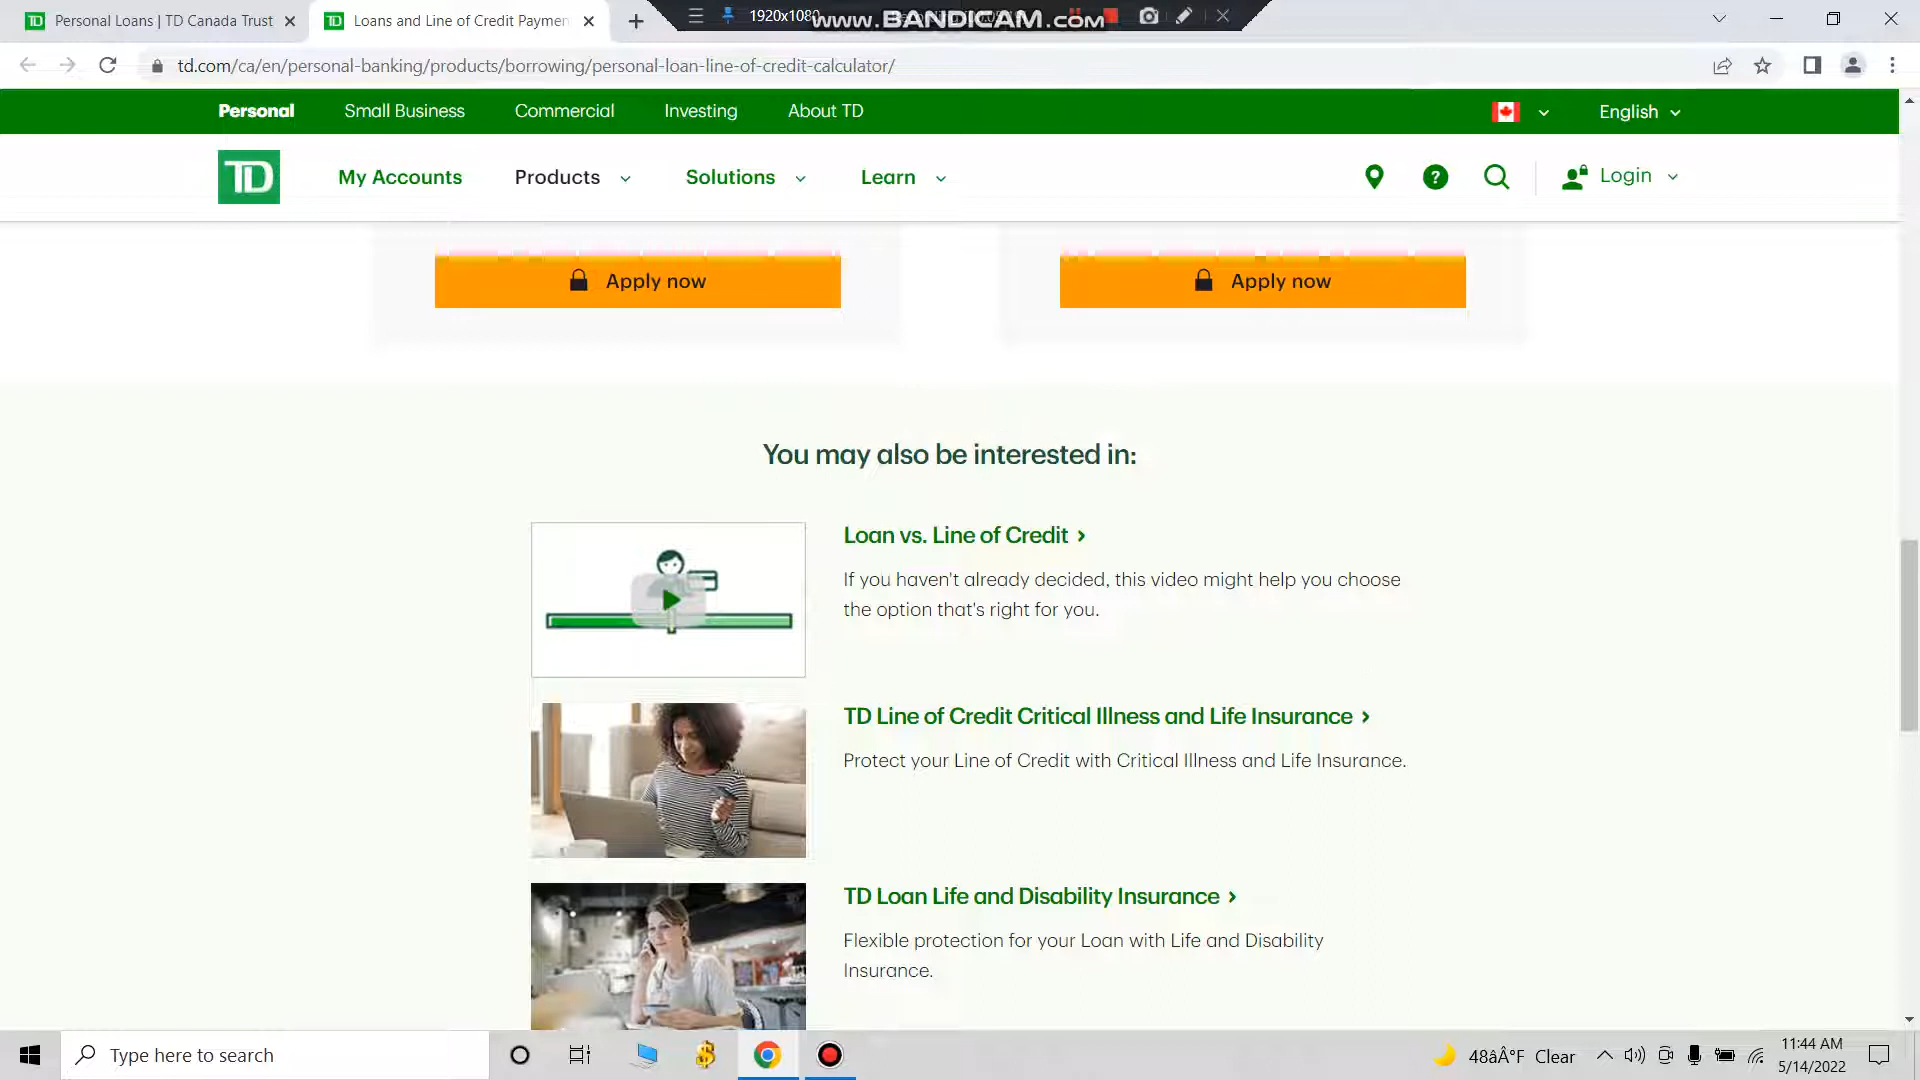 Personal Loans | TD Canada Trust
Loans and Line of Credit Paymen
1920x1080
www.BANDICAM.com
td.com/ca/en/personal-banking/products/borrowing/personal-loan-line-of-credit-calculator/
Personal
Small Business
Commercial
Investing
About TD
English
TD
My Accounts
Products
Solutions
Learn
?
Login
Apply now
Apply now
You may also be interested in:
Loan vs. Line of Credit ›
If you haven't already decided, this video might help you choose
the option that's right for you.
TD Line of Credit Critical Illness and Life Insurance ›
Protect your Line of Credit with Critical Illness and Life Insurance.
TD Loan Life and Disability Insurance ›
Flexible protection for your Loan with Life and Disability
Insurance.
Type here to search
48âÂ°F Clear
11:44 AM
5/14/2022